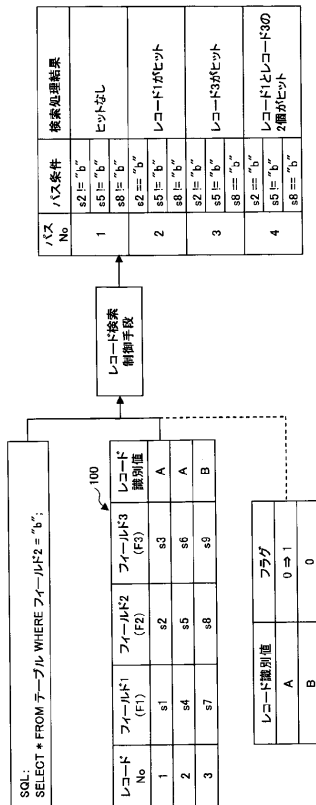 SQL:
SELECT * FROM テーブル WHERE フィールド2 = "b";
100
レコード No フィールド1 (F1) フィールド2 (F2) フィールド3 (F3) レコード 識別値
1 s1 s2 s3 A
2 s4 s5 s6 A
3 s7 s8 s9 B
レコード識別値 フラグ
A 0 ⇒ 1
B 0
レコード検索
制御手段
パス No パス条件 検索処理結果
1 s2 != "b" ヒットなし
s5 != "b"
s8 != "b"
2 s2 == "b" レコード1がヒット
s5 != "b"
s8 != "b"
3 s2 != "b" レコード3がヒット
s5 != "b"
s8 == "b"
4 s2 == "b" レコード1とレコード3の
s5 != "b" 2個がヒット
s8 == "b"